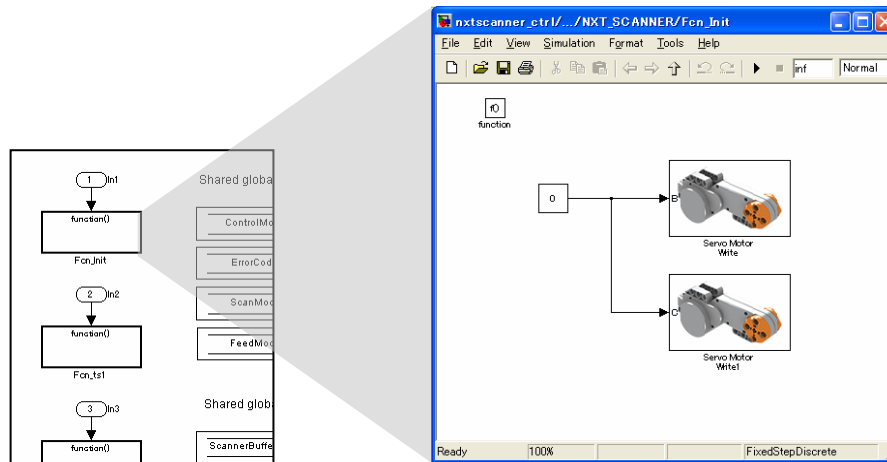 nxtscanner_ctrl/.../NXT_SCANNER/Fcn_Init
File Edit View Simulation Format Tools Help
inf Normal
f()
function
0
B
Servo Motor
Write
C
Servo Motor
Write1
Ready 100% FixedStepDiscrete
1 In1
function()
Fcn_Init
2 In2
function()
Fcn_ts1
3 In3
function()
Shared globa
ControlMo
ErrorCod
ScanMod
FeedMod
Shared globa
ScannerBuffe